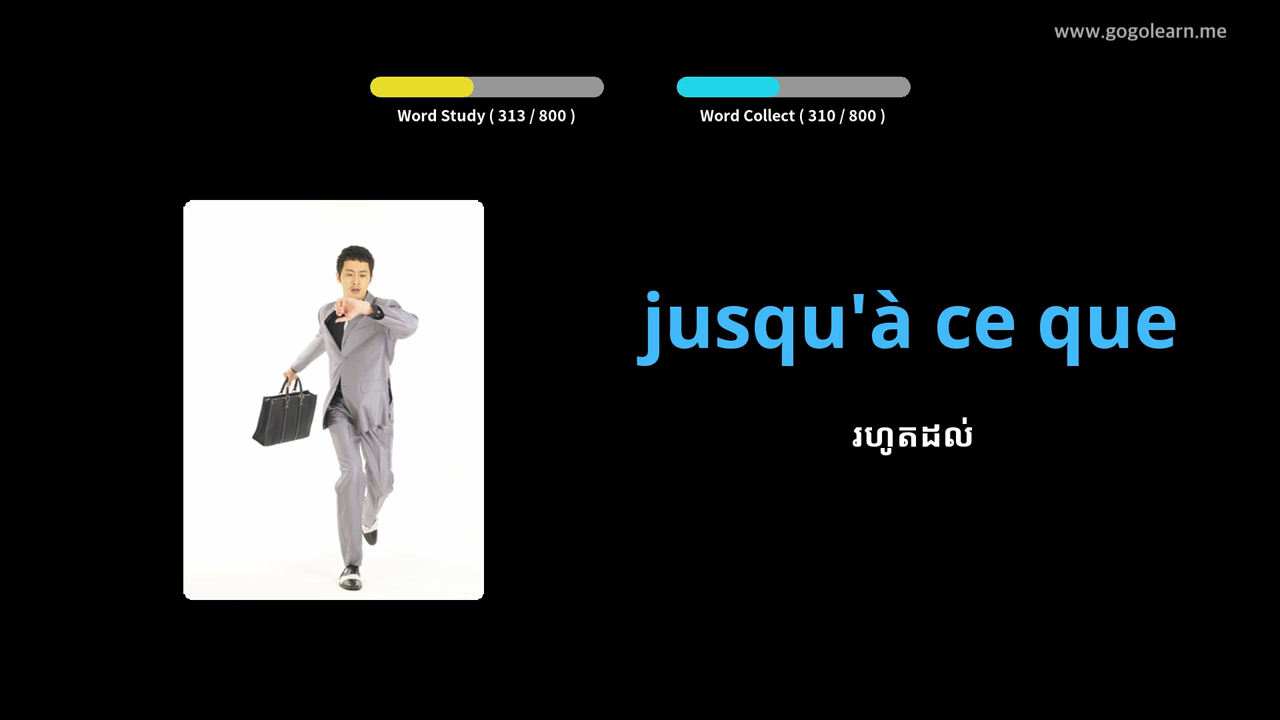 www.gogolearn.me
Word Study ( 313 / 800 )
Word Collect ( 310 / 800 )
jusqu'à ce que
រហូតដល់